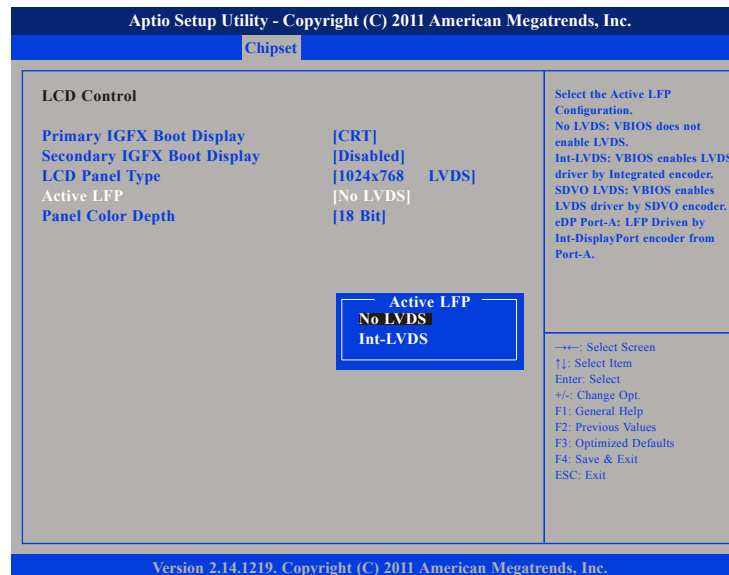 Aptio Setup Utility - Copyright (C) 2011 American Megatrends, Inc.
Chipset
LCD Control
Primary IGFX Boot Display [CRT]
Secondary IGFX Boot Display [Disabled]
LCD Panel Type [1024x768 LVDS]
Active LFP [No LVDS]
Panel Color Depth [18 Bit]
Active LFP
No LVDS
Int-LVDS
Select the Active LFP
Configuration.
No LVDS: VBIOS does not
enable LVDS.
Int-LVDS: VBIOS enables LVDS
driver by Integrated encoder.
SDVO LVDS: VBIOS enables
LVDS driver by SDVO encoder.
eDP Port-A: LFP Driven by
Int-DisplayPort encoder from
Port-A.
→←: Select Screen
↑↓: Select Item
Enter: Select
+/-: Change Opt.
F1: General Help
F2: Previous Values
F3: Optimized Defaults
F4: Save & Exit
ESC: Exit
Version 2.14.1219. Copyright (C) 2011 American Megatrends, Inc.